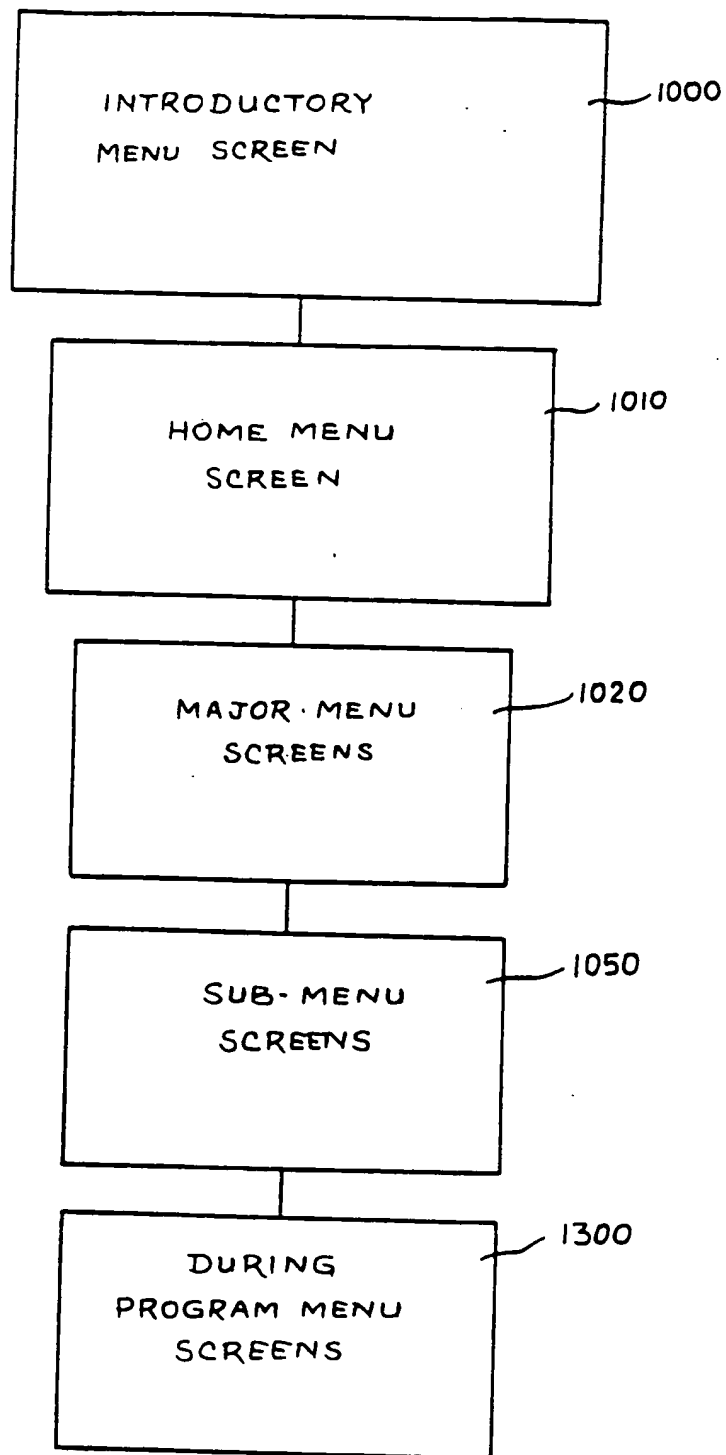 INTRODUCTORY
MENU SCREEN
1000
HOME MENU
SCREEN
1010
MAJOR MENU
SCREENS
1020
SUB-MENU
SCREENS
1050
DURING
PROGRAM MENU
SCREENS
1300